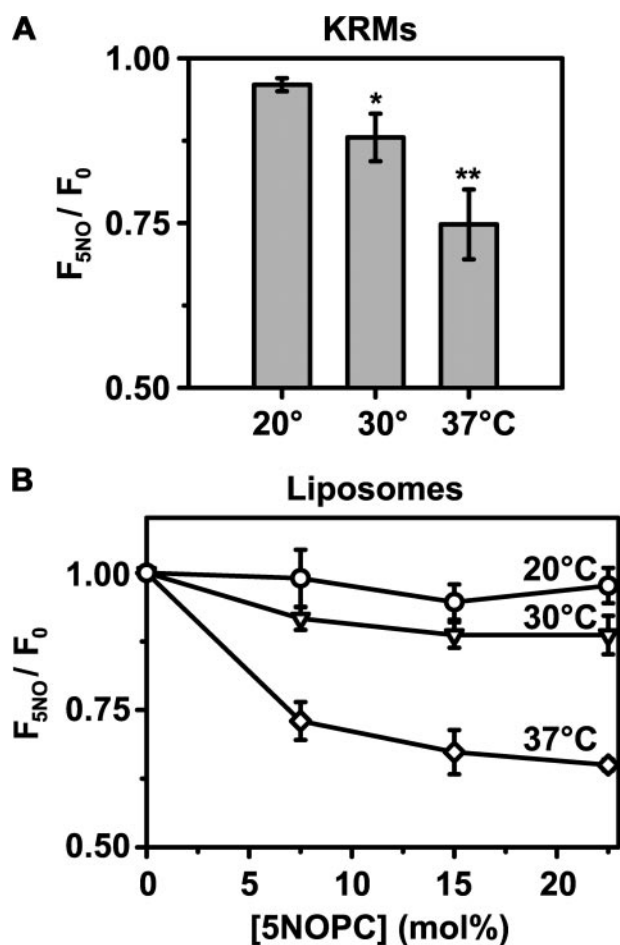 A
KRMs
1.00
0.75
0.50
F5NO / F0
*
**
20° 30° 37°C
B
Liposomes
1.00
0.75
0.50
F5NO / F0
20°C
30°C
37°C
0 5 10 15 20
[5NOPC] (mol%)